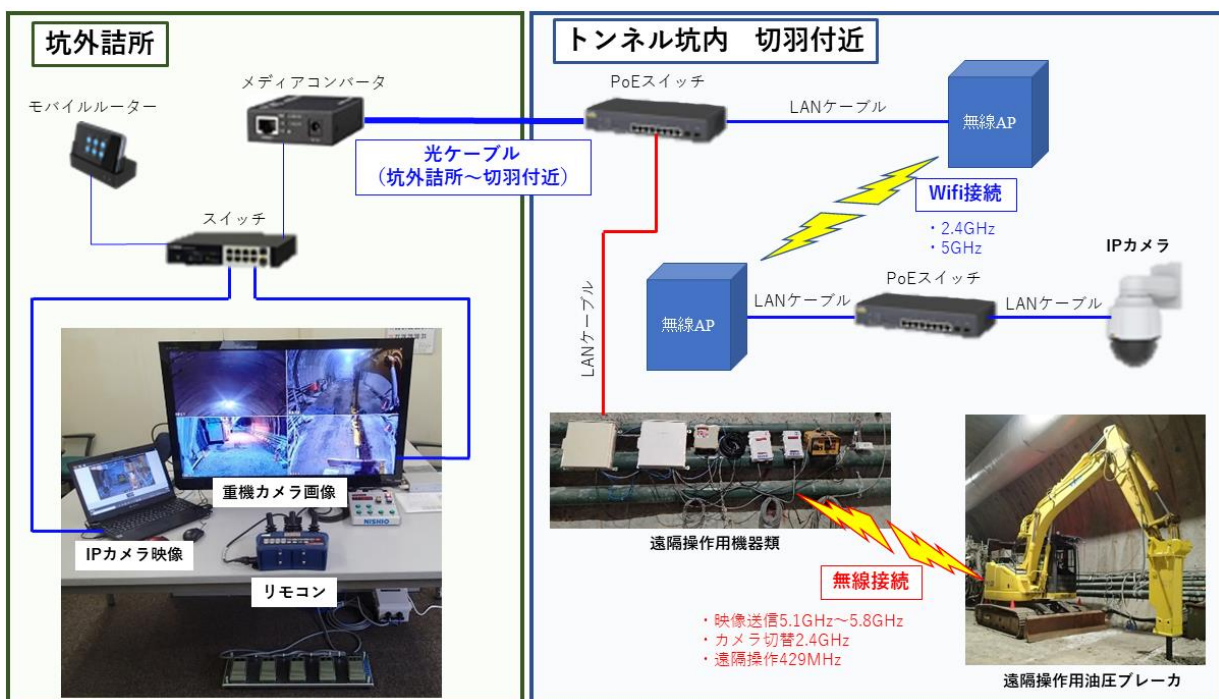 坑外詰所
トンネル坑内 切羽付近
メディアコンバータ
モバイルルーター
光ケーブル
（坑外詰所～切羽付近）
スイッチ
重機カメラ画像
NISHIO
IPカメラ映像
リモコン
PoEスイッチ
LANケーブル
無線AP
Wifi接続
・2.4GHz
・5GHz
IPカメラ
PoEスイッチ
LANケーブル
LANケーブル
無線AP
LANケーブル
遠隔操作用機器類
無線接続
・映像送信5.1GHz～5.8GHz
・カメラ切替2.4GHz
・遠隔操作429MHz
遠隔操作用油圧ブレーカ